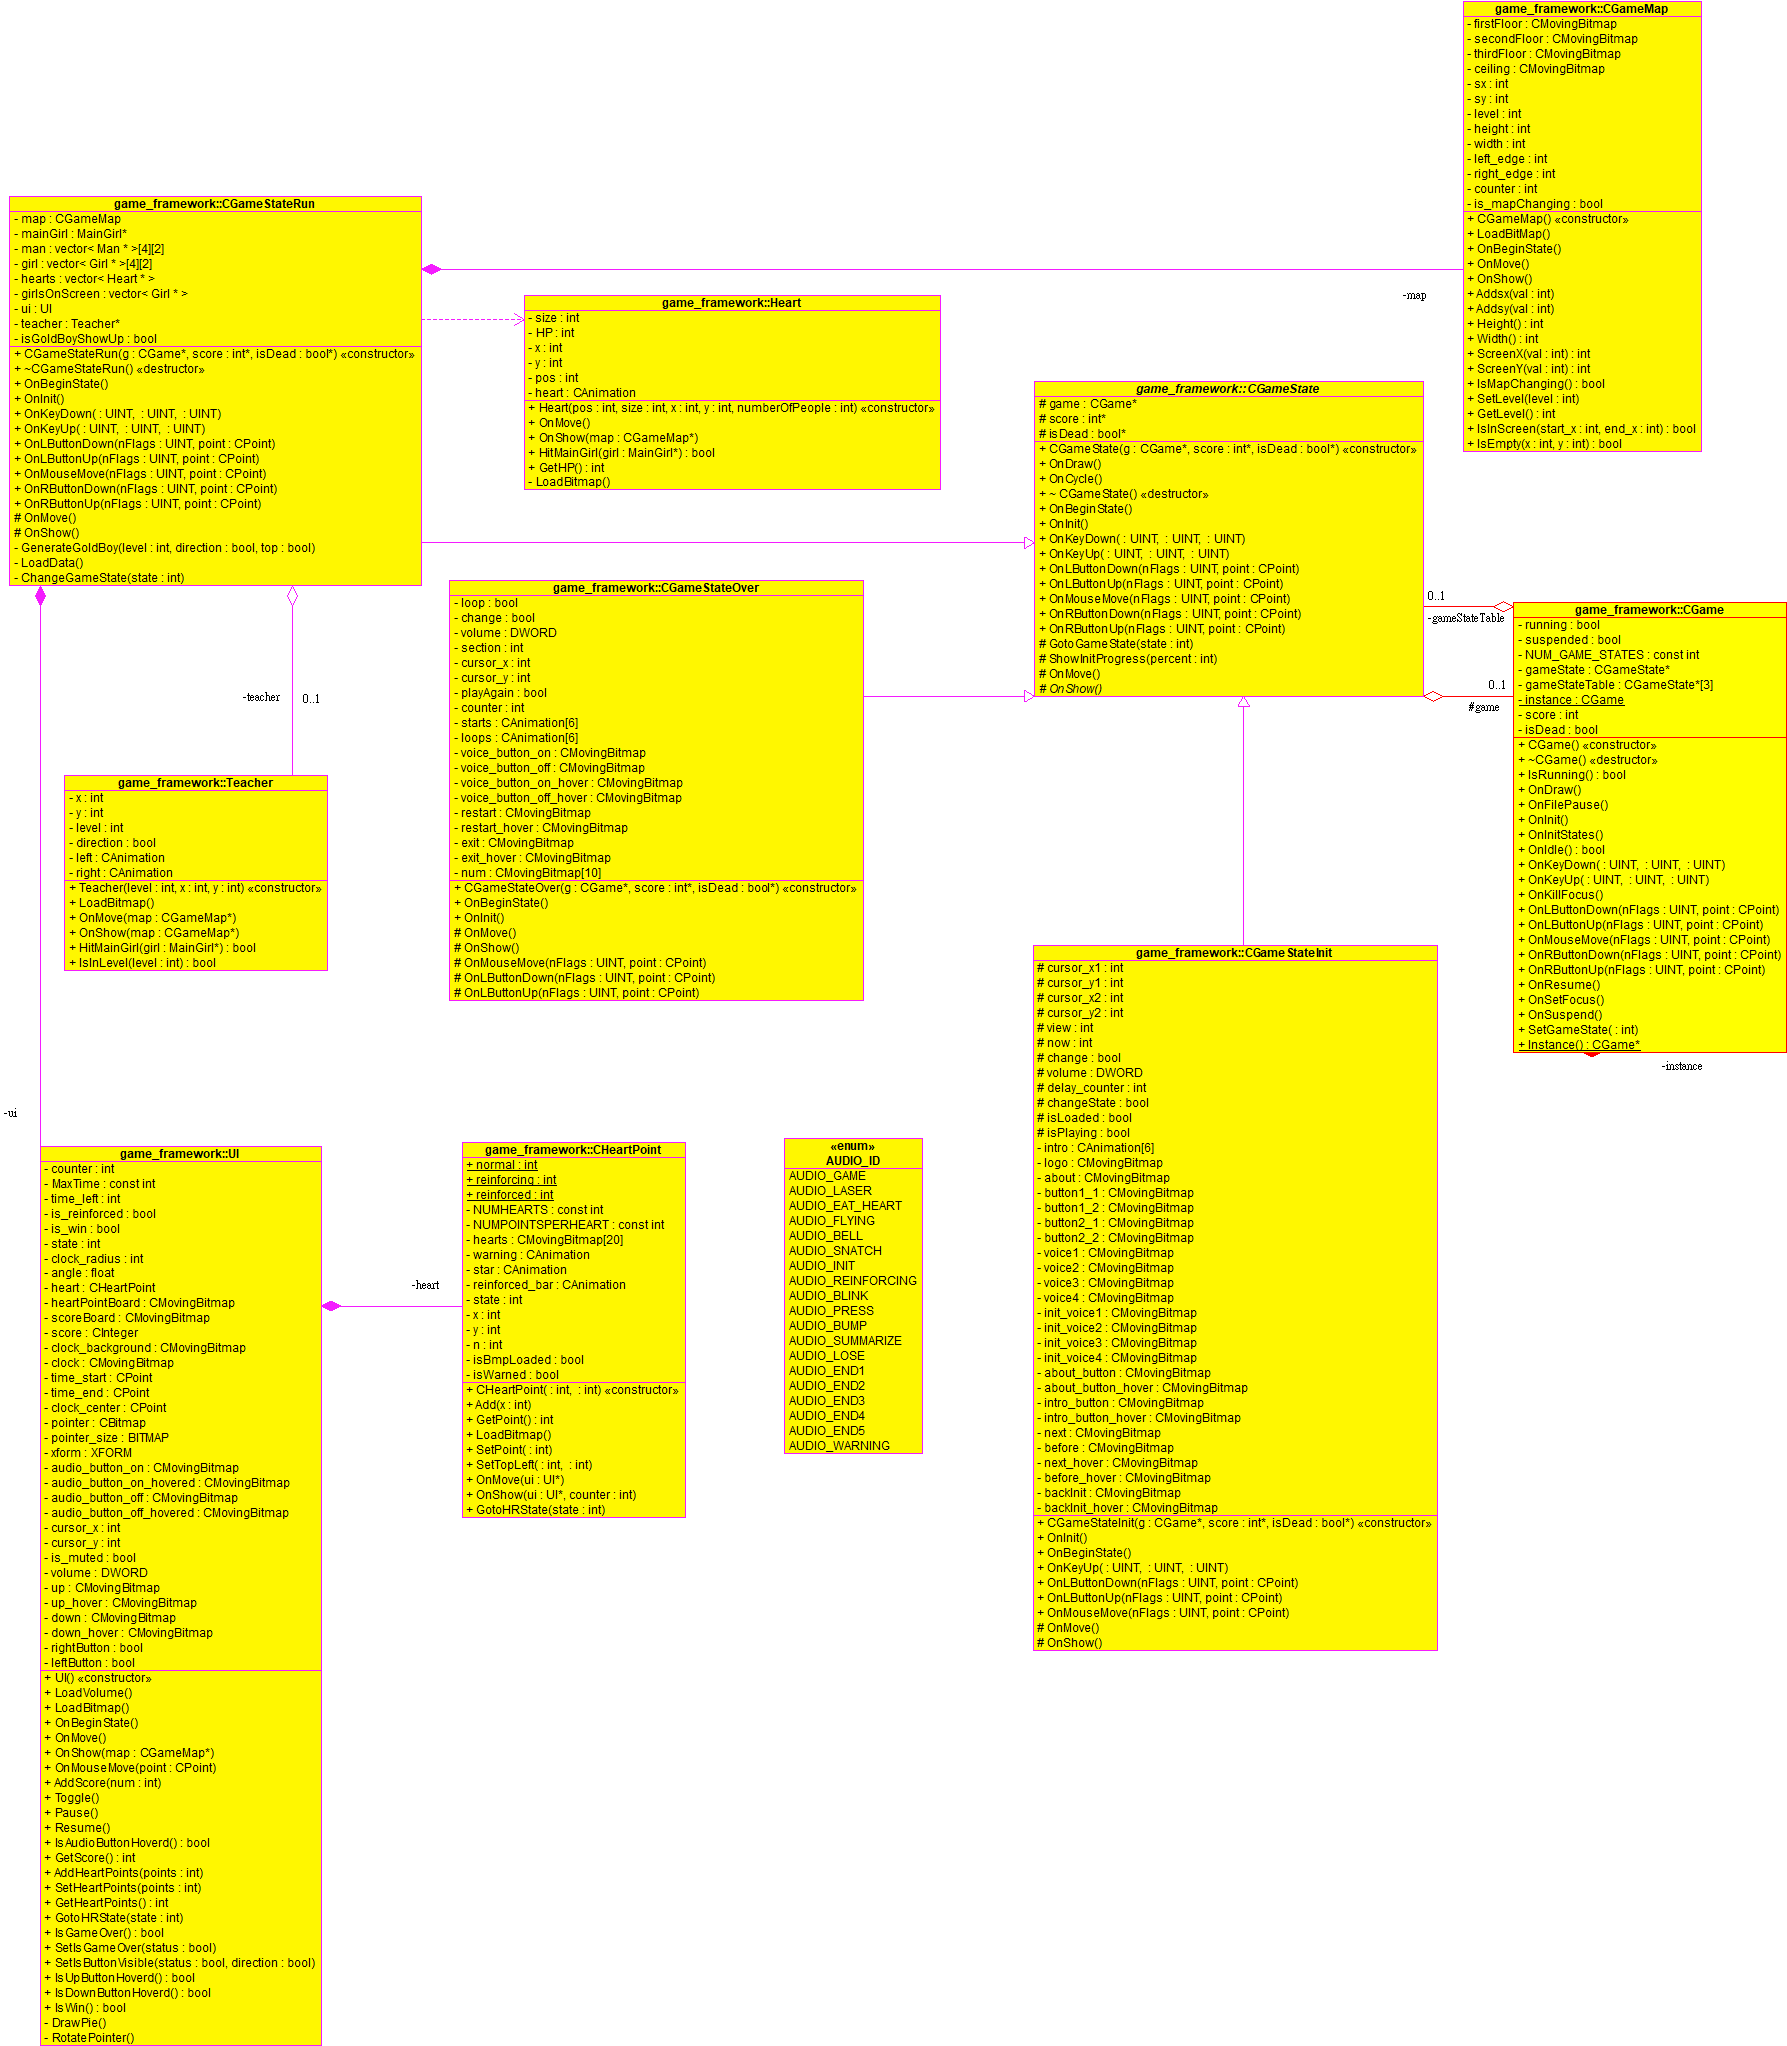 game_framework::CGameMap
- firstFloor : CMovingBitmap
- secondFloor : CMovingBitmap
- thirdFloor : CMovingBitmap
- ceiling : CMovingBitmap
- sx : int
- sy : int
- level : int
- height : int
- width : int
- left_edge : int
- right_edge : int
- counter : int
- is_mapChanging : bool
+ CGameMap() «constructor»
+ LoadBitMap()
+ OnBeginState()
+ OnMove()
+ OnShow()
+ Addsx(val : int)
+ Addsy(val : int)
+ Height() : int
+ Width() : int
+ ScreenX(val : int) : int
+ ScreenY(val : int) : int
+ IsMapChanging() : bool
+ SetLevel(level : int)
+ GetLevel() : int
+ IsInScreen(start_x : int, end_x : int) : bool
+ IsEmpty(x : int, y : int) : bool
-map
game_framework::CGameStateRun
- map : CGameMap
- mainGirl : MainGirl*
- man : vector< Man * >[4][2]
- girl : vector< Girl * >[4][2]
- hearts : vector< Heart * >
- girlsOnScreen : vector< Girl * >
- ui : UI
- teacher : Teacher*
- isGoldBoyShowUp : bool
+ CGameStateRun(g : CGame*, score : int*, isDead : bool*) «constructor»
+ ~CGameStateRun() «destructor»
+ OnBeginState()
+ OnInit()
+ OnKeyDown( : UINT,  : UINT,  : UINT)
+ OnKeyUp( : UINT,  : UINT,  : UINT)
+ OnLButtonDown(nFlags : UINT, point : CPoint)
+ OnLButtonUp(nFlags : UINT, point : CPoint)
+ OnMouseMove(nFlags : UINT, point : CPoint)
+ OnRButtonDown(nFlags : UINT, point : CPoint)
+ OnRButtonUp(nFlags : UINT, point : CPoint)
# OnMove()
# OnShow()
- GenerateGoldBoy(level : int, direction : bool, top : bool)
- LoadData()
- ChangeGameState(state : int)
game_framework::Heart
- size : int
- HP : int
- x : int
- y : int
- pos : int
- heart : CAnimation
+ Heart(pos : int, size : int, x : int, y : int, numberOfPeople : int) «constructor»
+ OnMove()
+ OnShow(map : CGameMap*)
+ HitMainGirl(girl : MainGirl*) : bool
+ GetHP() : int
- LoadBitmap()
game_framework::CGameState
# game : CGame*
# score : int*
# isDead : bool*
+ CGameState(g : CGame*, score : int*, isDead : bool*) «constructor»
+ OnDraw()
+ OnCycle()
+ ~ CGameState() «destructor»
+ OnBeginState()
+ OnInit()
+ OnKeyDown( : UINT,  : UINT,  : UINT)
+ OnKeyUp( : UINT,  : UINT,  : UINT)
+ OnLButtonDown(nFlags : UINT, point : CPoint)
+ OnLButtonUp(nFlags : UINT, point : CPoint)
+ OnMouseMove(nFlags : UINT, point : CPoint)
+ OnRButtonDown(nFlags : UINT, point : CPoint)
+ OnRButtonUp(nFlags : UINT, point : CPoint)
# GotoGameState(state : int)
# ShowInitProgress(percent : int)
# OnMove()
# OnShow()
0..1
-gameStateTable
0..1
#game
game_framework::CGame
- running : bool
- suspended : bool
- NUM_GAME_STATES : const int
- gameState : CGameState*
- gameStateTable : CGameState*[3]
- instance : CGame
- score : int
- isDead : bool
+ CGame() «constructor»
+ ~CGame() «destructor»
+ IsRunning() : bool
+ OnDraw()
+ OnFilePause()
+ OnInit()
+ OnInitStates()
+ OnIdle() : bool
+ OnKeyDown( : UINT,  : UINT,  : UINT)
+ OnKeyUp( : UINT,  : UINT,  : UINT)
+ OnKillFocus()
+ OnLButtonDown(nFlags : UINT, point : CPoint)
+ OnLButtonUp(nFlags : UINT, point : CPoint)
+ OnMouseMove(nFlags : UINT, point : CPoint)
+ OnRButtonDown(nFlags : UINT, point : CPoint)
+ OnRButtonUp(nFlags : UINT, point : CPoint)
+ OnResume()
+ OnSetFocus()
+ OnSuspend()
+ SetGameState( : int)
+ Instance() : CGame*
-instance
game_framework::CGameStateOver
- loop : bool
- change : bool
- volume : DWORD
- section : int
- cursor_x : int
- cursor_y : int
- playAgain : bool
- counter : int
- starts : CAnimation[6]
- loops : CAnimation[6]
- voice_button_on : CMovingBitmap
- voice_button_off : CMovingBitmap
- voice_button_on_hover : CMovingBitmap
- voice_button_off_hover : CMovingBitmap
- restart : CMovingBitmap
- restart_hover : CMovingBitmap
- exit : CMovingBitmap
- exit_hover : CMovingBitmap
- num : CMovingBitmap[10]
+ CGameStateOver(g : CGame*, score : int*, isDead : bool*) «constructor»
+ OnBeginState()
+ OnInit()
# OnMove()
# OnShow()
# OnMouseMove(nFlags : UINT, point : CPoint)
# OnLButtonDown(nFlags : UINT, point : CPoint)
# OnLButtonUp(nFlags : UINT, point : CPoint)
-teacher
0..1
game_framework::Teacher
- x : int
- y : int
- level : int
- direction : bool
- left : CAnimation
- right : CAnimation
+ Teacher(level : int, x : int, y : int) «constructor»
+ LoadBitmap()
+ OnMove(map : CGameMap*)
+ OnShow(map : CGameMap*)
+ HitMainGirl(girl : MainGirl*) : bool
+ IsInLevel(level : int) : bool
game_framework::CGameStateInit
# cursor_x1 : int
# cursor_y1 : int
# cursor_x2 : int
# cursor_y2 : int
# view : int
# now : int
# change : bool
# volume : DWORD
# delay_counter : int
# changeState : bool
# isLoaded : bool
# isPlaying : bool
- intro : CAnimation[6]
- logo : CMovingBitmap
- about : CMovingBitmap
- button1_1 : CMovingBitmap
- button1_2 : CMovingBitmap
- button2_1 : CMovingBitmap
- button2_2 : CMovingBitmap
- voice1 : CMovingBitmap
- voice2 : CMovingBitmap
- voice3 : CMovingBitmap
- voice4 : CMovingBitmap
- init_voice1 : CMovingBitmap
- init_voice2 : CMovingBitmap
- init_voice3 : CMovingBitmap
- init_voice4 : CMovingBitmap
- about_button : CMovingBitmap
- about_button_hover : CMovingBitmap
- intro_button : CMovingBitmap
- intro_button_hover : CMovingBitmap
- next : CMovingBitmap
- before : CMovingBitmap
- next_hover : CMovingBitmap
- before_hover : CMovingBitmap
- backInit : CMovingBitmap
- backInit_hover : CMovingBitmap
+ CGameStateInit(g : CGame*, score : int*, isDead : bool*) «constructor»
+ OnInit()
+ OnBeginState()
+ OnKeyUp( : UINT,  : UINT,  : UINT)
+ OnLButtonDown(nFlags : UINT, point : CPoint)
+ OnLButtonUp(nFlags : UINT, point : CPoint)
+ OnMouseMove(nFlags : UINT, point : CPoint)
# OnMove()
# OnShow()
-ui
game_framework::UI
- counter : int
- MaxTime : const int
- time_left : int
- is_reinforced : bool
- is_win : bool
- state : int
- clock_radius : int
- angle : float
- heart : CHeartPoint
- heartPointBoard : CMovingBitmap
- scoreBoard : CMovingBitmap
- score : CInteger
- clock_background : CMovingBitmap
- clock : CMovingBitmap
- time_start : CPoint
- time_end : CPoint
- clock_center : CPoint
- pointer : CBitmap
- pointer_size : BITMAP
- xform : XFORM
- audio_button_on : CMovingBitmap
- audio_button_on_hovered : CMovingBitmap
- audio_button_off : CMovingBitmap
- audio_button_off_hovered : CMovingBitmap
- cursor_x : int
- cursor_y : int
- is_muted : bool
- volume : DWORD
- up : CMovingBitmap
- up_hover : CMovingBitmap
- down : CMovingBitmap
- down_hover : CMovingBitmap
- rightButton : bool
- leftButton : bool
+ UI() «constructor»
+ LoadVolume()
+ LoadBitmap()
+ OnBeginState()
+ OnMove()
+ OnShow(map : CGameMap*)
+ OnMouseMove(point : CPoint)
+ AddScore(num : int)
+ Toggle()
+ Pause()
+ Resume()
+ IsAudioButtonHoverd() : bool
+ GetScore() : int
+ AddHeartPoints(points : int)
+ SetHeartPoints(points : int)
+ GetHeartPoints() : int
+ GotoHRState(state : int)
+ IsGameOver() : bool
+ SetIsGameOver(status : bool)
+ SetIsButtonVisible(status : bool, direction : bool)
+ IsUpButtonHoverd() : bool
+ IsDownButtonHoverd() : bool
+ IsWin() : bool
- DrawPie()
- RotatePointer()
-heart
game_framework::CHeartPoint
+ normal : int
+ reinforcing : int
+ reinforced : int
- NUMHEARTS : const int
- NUMPOINTSPERHEART : const int
- hearts : CMovingBitmap[20]
- warning : CAnimation
- star : CAnimation
- reinforced_bar : CAnimation
- state : int
- x : int
- y : int
- n : int
- isBmpLoaded : bool
- isWarned : bool
+ CHeartPoint( : int,  : int) «constructor»
+ Add(x : int)
+ GetPoint() : int
+ LoadBitmap()
+ SetPoint( : int)
+ SetTopLeft( : int,  : int)
+ OnMove(ui : UI*)
+ OnShow(ui : UI*, counter : int)
+ GotoHRState(state : int)
«enum»
AUDIO_ID
AUDIO_GAME
AUDIO_LASER
AUDIO_EAT_HEART
AUDIO_FLYING
AUDIO_BELL
AUDIO_SNATCH
AUDIO_INIT
AUDIO_REINFORCING
AUDIO_BLINK
AUDIO_PRESS
AUDIO_BUMP
AUDIO_SUMMARIZE
AUDIO_LOSE
AUDIO_END1
AUDIO_END2
AUDIO_END3
AUDIO_END4
AUDIO_END5
AUDIO_WARNING